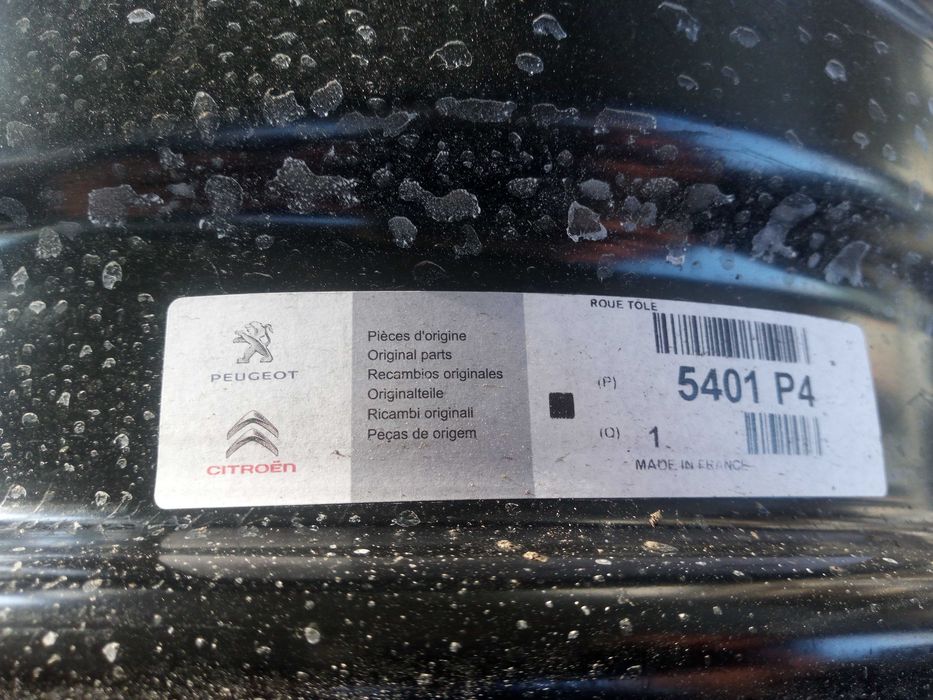 PEUGEOT
CITROËN
Pièces d'origine
Original parts
Recambios originales
Originalteile
Ricambi originali
Peças de origem
ROUE TOLE
(P) 5401 P4
(Q) 1
MADE IN FRANCE